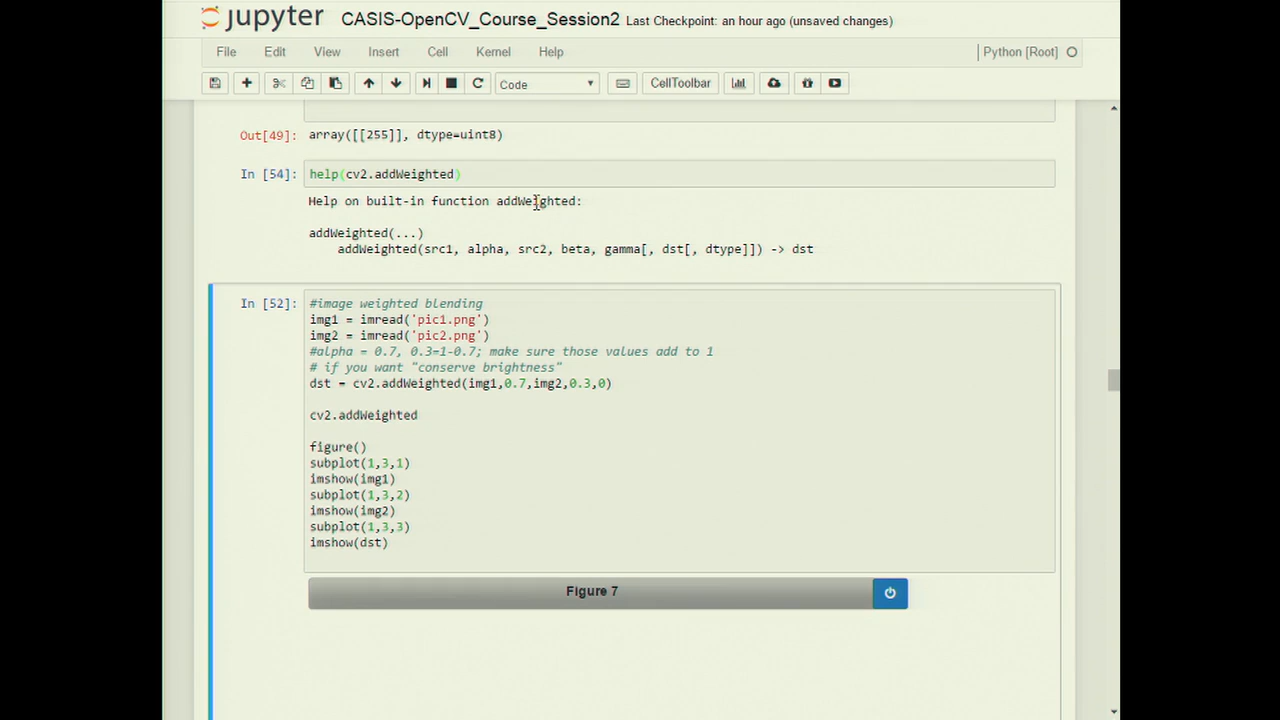 jupyter CASIS-OpenCV_Course_Session2 Last Checkpoint: an hour ago (unsaved changes)
File Edit View Insert Cell Kernel Help Python [Root]
Code CellToolbar
Out[49]: array([[255]], dtype=uint8)
In [54]: help(cv2.addWeighted)
Help on built-in function addWeighted:
addWeighted(...)
addWeighted(src1, alpha, src2, beta, gamma[, dst[, dtype]]) -> dst
In [52]: #image weighted blending
img1 = imread('pic1.png')
img2 = imread('pic2.png')
#alpha = 0.7, 0.3=1-0.7; make sure those values add to 1
# if you want "conserve brightness"
dst = cv2.addWeighted(img1,0.7,img2,0.3,0)
cv2.addWeighted
figure()
subplot(1,3,1)
imshow(img1)
subplot(1,3,2)
imshow(img2)
subplot(1,3,3)
imshow(dst)
Figure 7